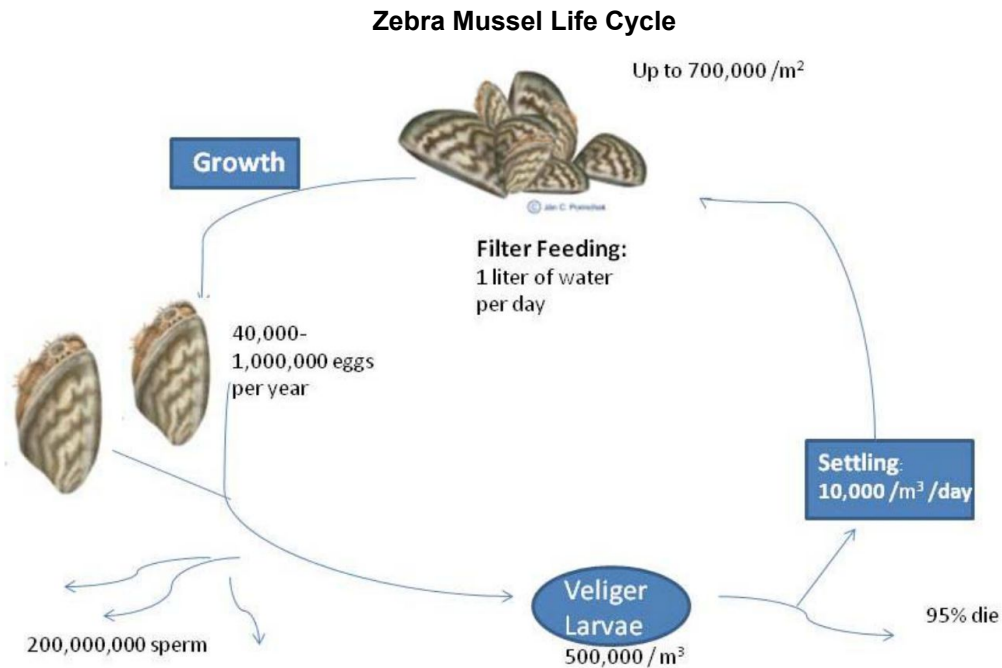 Zebra Mussel Life Cycle
Up to 700,000 /m²
Growth
© Jan C. Pomichek
Filter Feeding:
1 liter of water
per day
40,000-
1,000,000 eggs
per year
Settling:
10,000 /m³ /day
Veliger
Larvae
500,000 / m³
95% die
200,000,000 sperm